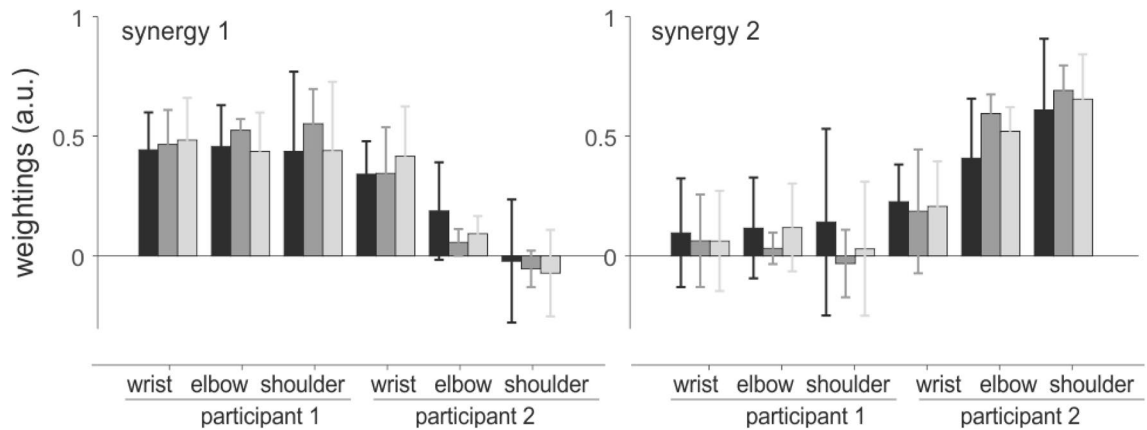 weightings (a.u.)
synergy 1
1
0.5
0
wrist elbow shoulder wrist elbow shoulder
participant 1 participant 2
synergy 2
1
0.5
0
wrist elbow shoulder wrist elbow shoulder
participant 1 participant 2